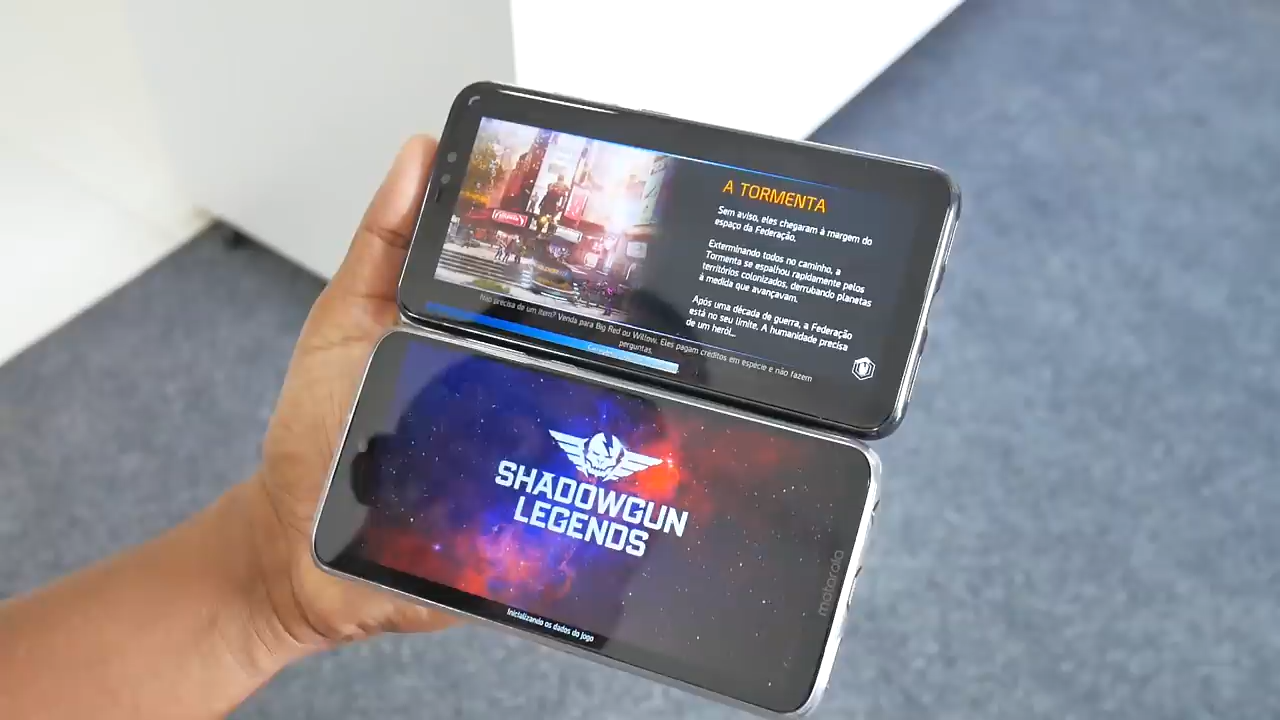 A TORMENTA
Sem aviso, eles chegaram à margem do
espaço da Federação.
Exterminando todos no caminho, a
Tormenta se espalhou rapidamente pelos
territórios colonizados, derrubando planetas
à medida que avançavam.
Após uma década de guerra, a Federação
está no seu limite. A humanidade precisa
de um herói...
Não precisa de um item? Venda para Big Red ou Willow. Eles pagam créditos em espécie e não fazem
perguntas.
SHADOWGUN
LEGENDS
Inicializando os dados do jogo
motorola